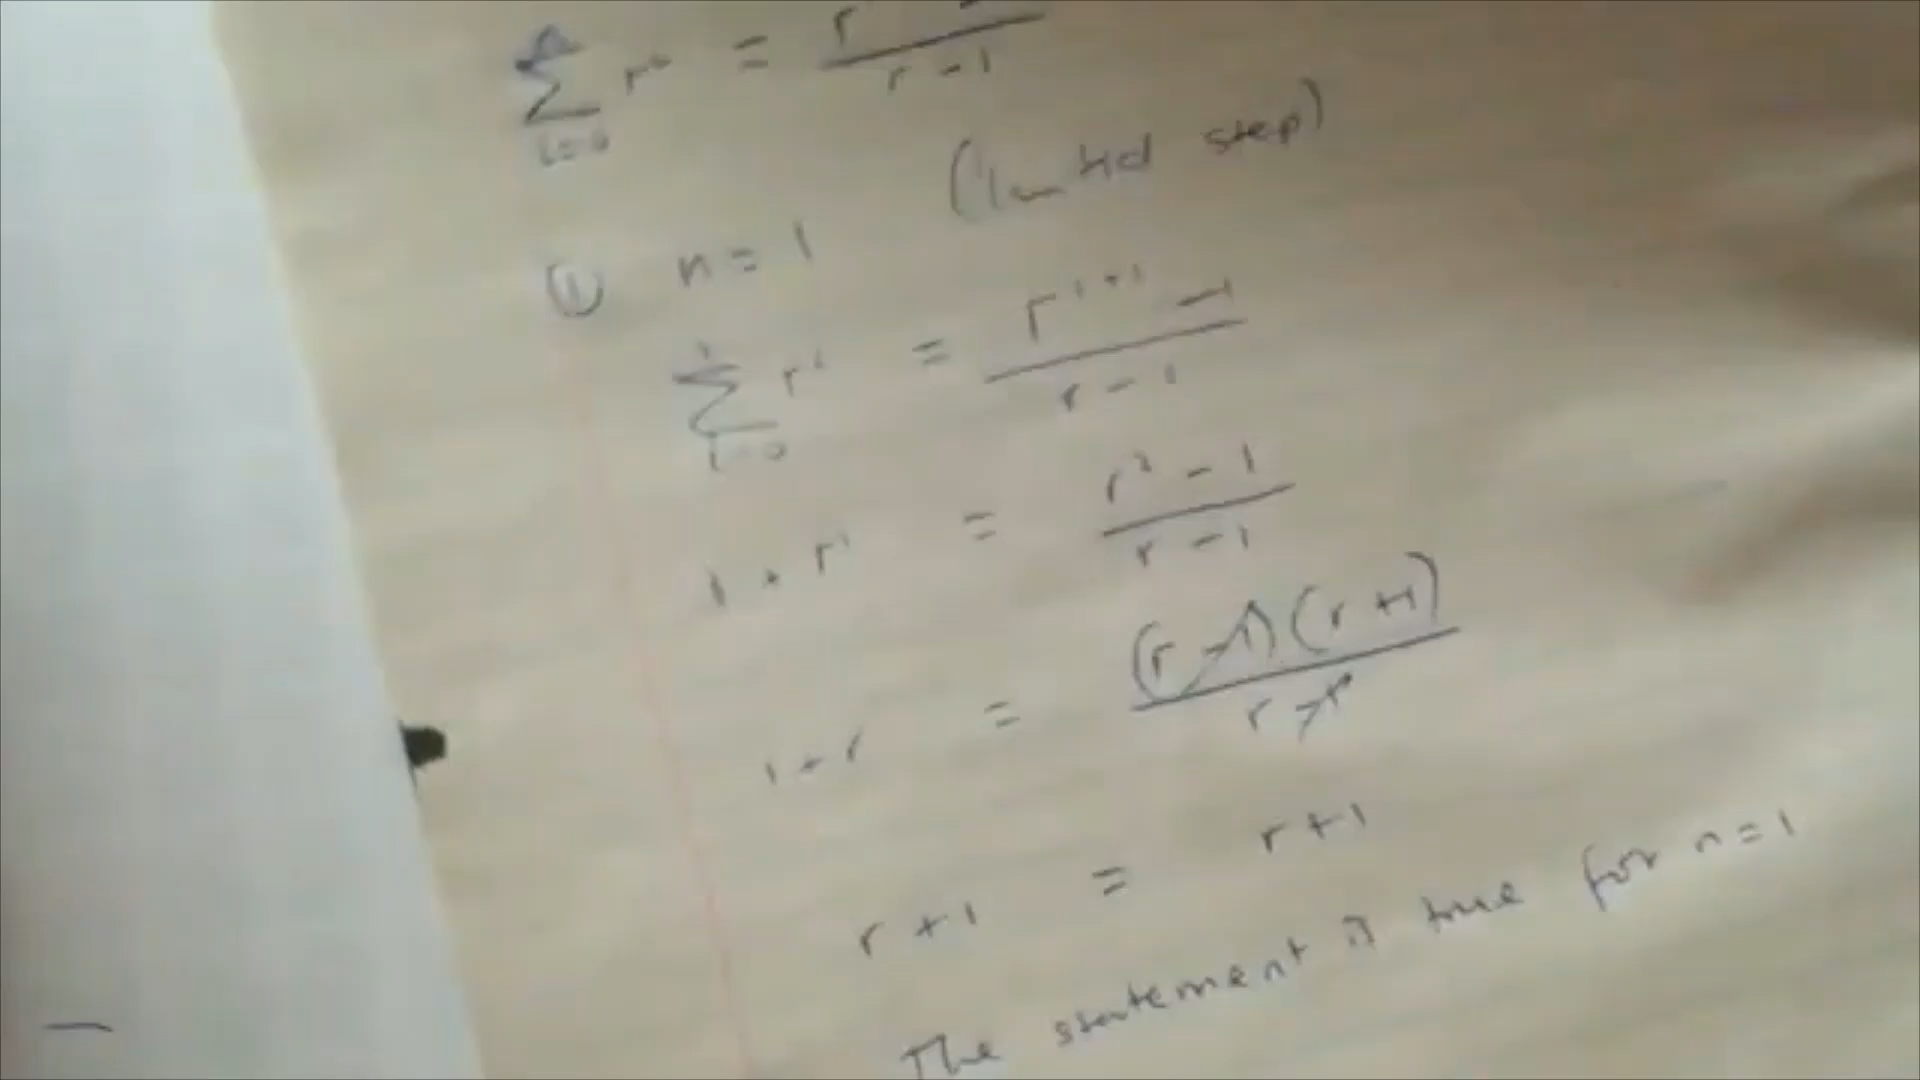 ∑ i=0 = r / r - 1
① n = 1 (Initial step)
1 ∑ i=0 r^i = r^(1+1) - 1 / r - 1
1 + r^1 = r^2 - 1 / r - 1
1 + r = (r - 1)(r + 1) / r - 1
r + 1 = r + 1
The statement is true for n = 1